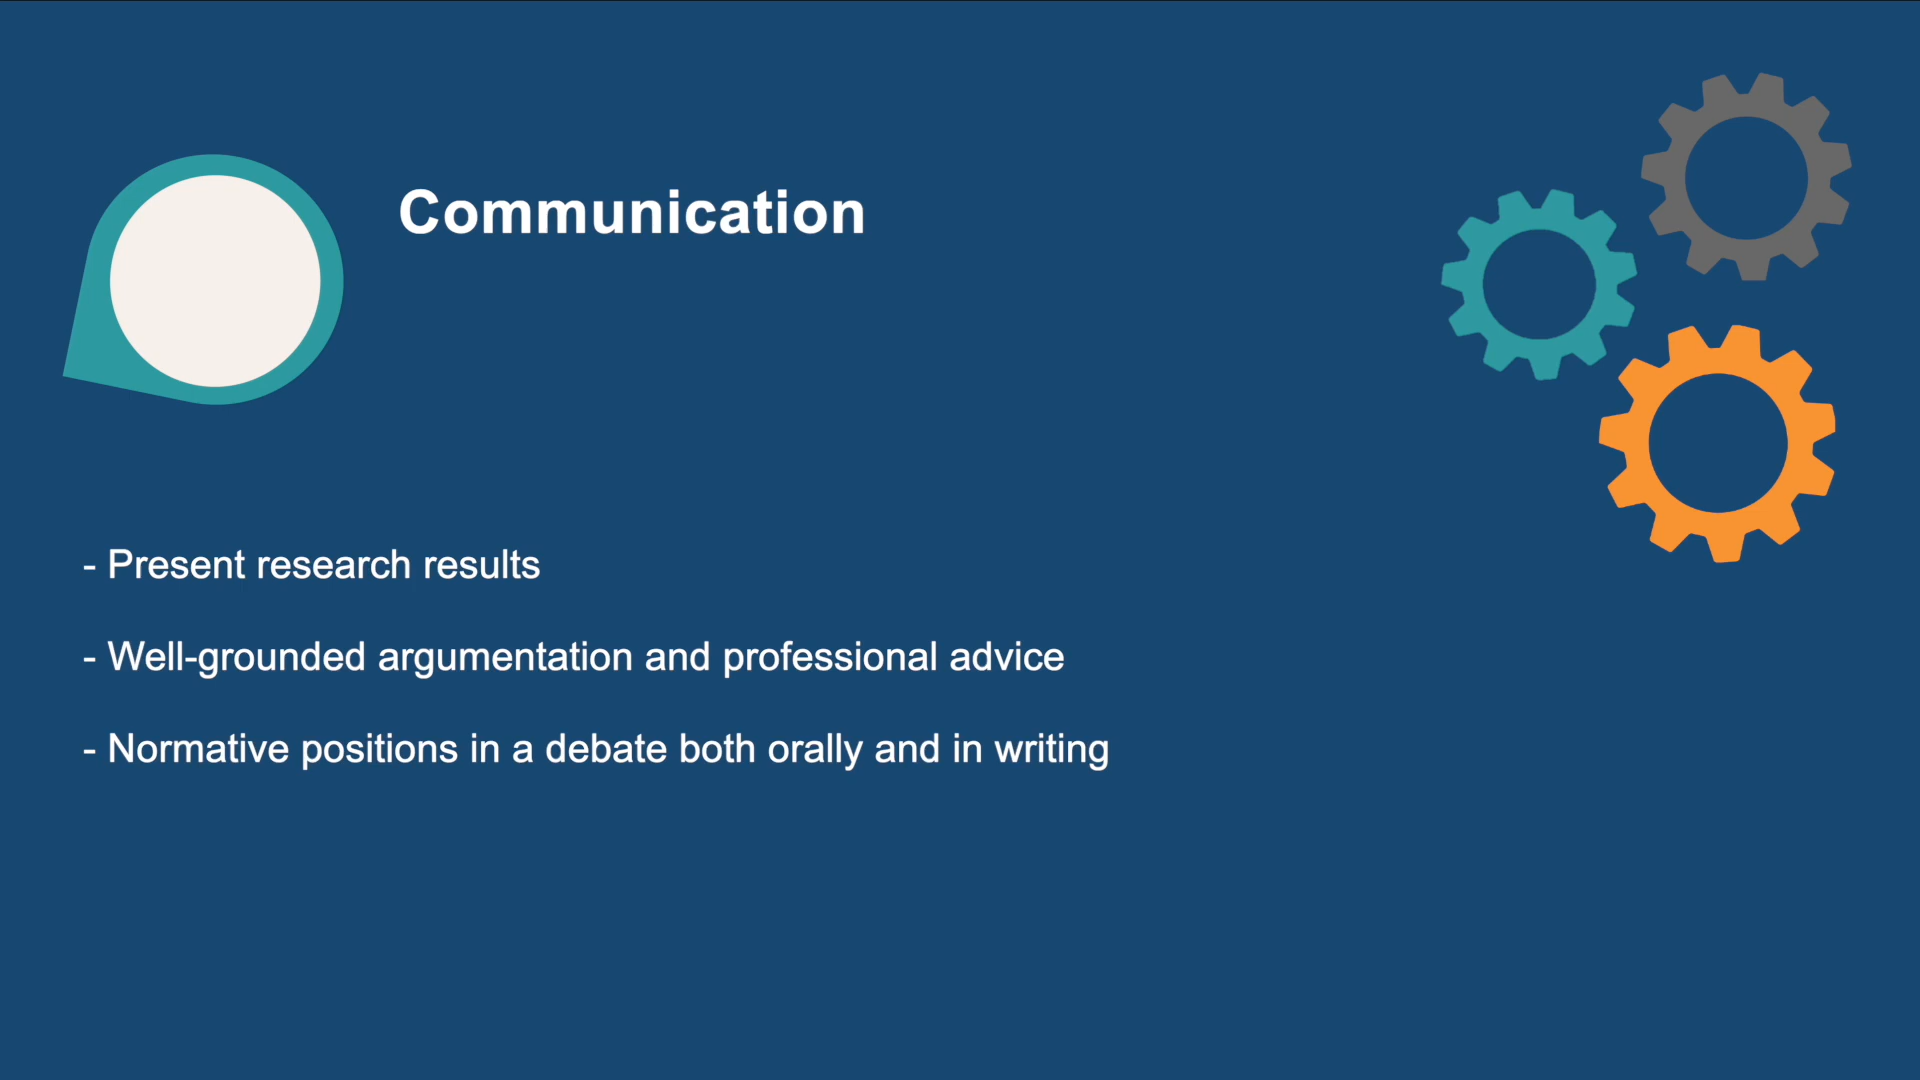 Communication
- Present research results
- Well-grounded argumentation and professional advice
- Normative positions in a debate both orally and in writing